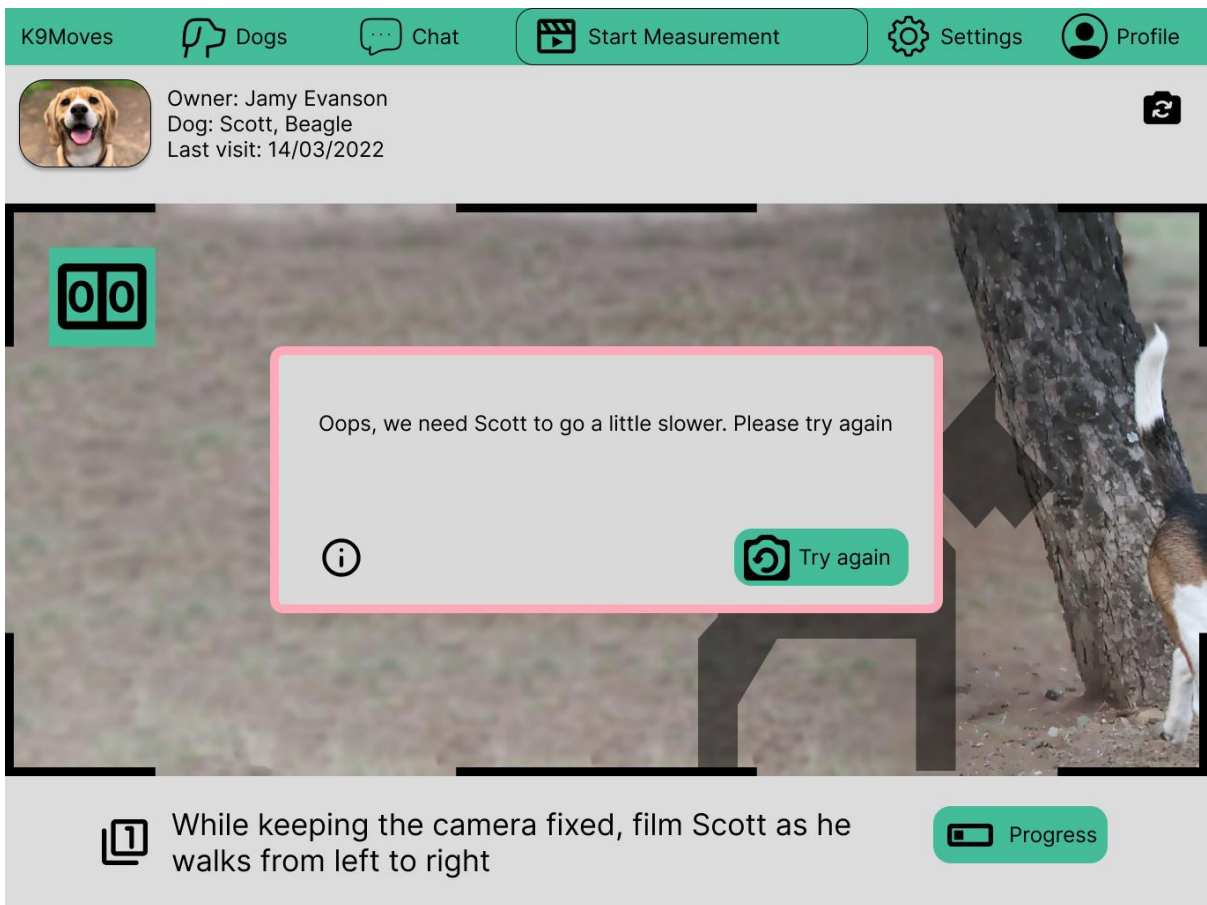 K9Moves Dogs Chat Start Measurement Settings Profile
Owner: Jamy Evanson
Dog: Scott, Beagle
Last visit: 14/03/2022
00
Oops, we need Scott to go a little slower. Please try again
Try again
1
While keeping the camera fixed, film Scott as he
walks from left to right
Progress